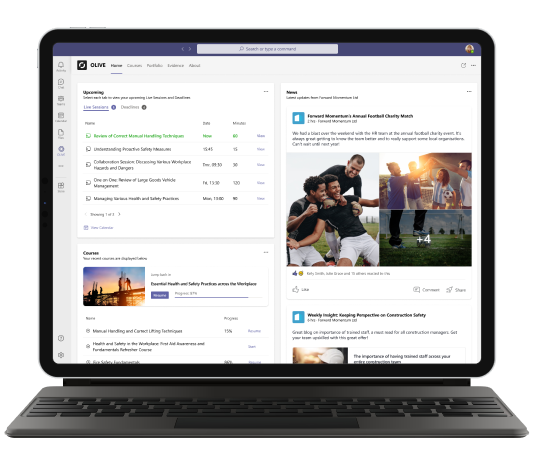 Search or type a command
OLIVE Home Courses Portfolio Evidence About
Upcoming
Select each tab to view your upcoming Live Sessions and Deadlines
Live Sessions Deadlines
Name Date Minutes
Review of Correct Manual Handling Techniques Now 60 View
Understanding Proactive Safety Measures 15:45 15 View
Collaboration Session: Discussing Various Workplace
Hazards and Dangers
30 View
One on One: Review of Large Goods Vehicle
Management
Fri, 13:30 120 View
Managing Various Health and Safety Practices Mon, 13:00 90 View
Showing 1 of 3
View Calendar
Courses
Your recent courses are displayed below.
Jump back in
Essential Health and Safety Practices across the Workplace
Resume Progress: 87%
Name Progress
Manual Handling and Correct Lifting Techniques 15% Resume
Health and Safety in the Workplace: First Aid Awareness and
Fundamentals Refresher Course
Start
Fire Safety Fundamentals 86% Resume
News
Latest updates from Forward Momentum Ltd
Forward Momentum's Annual Football Charity Match
2 hrs · Forward Momentum Ltd
We had a blast over the weekend with the HR team at the annual football charity event. It's
always great getting to know the team better and to really support some local organisations.
Can't wait until next year!
+4
Kelly Smith, Julia Grace and 10 others reacted to this
Like Comment Share
Weekly Insight: Keeping Perspective on Construction Safety
6 hrs · Forward Momentum Ltd
Great blog on importance of trained staff, a must read for all construction managers. Get
your team upskilled with this great offer!
The importance of having trained staff across your
entire construction team